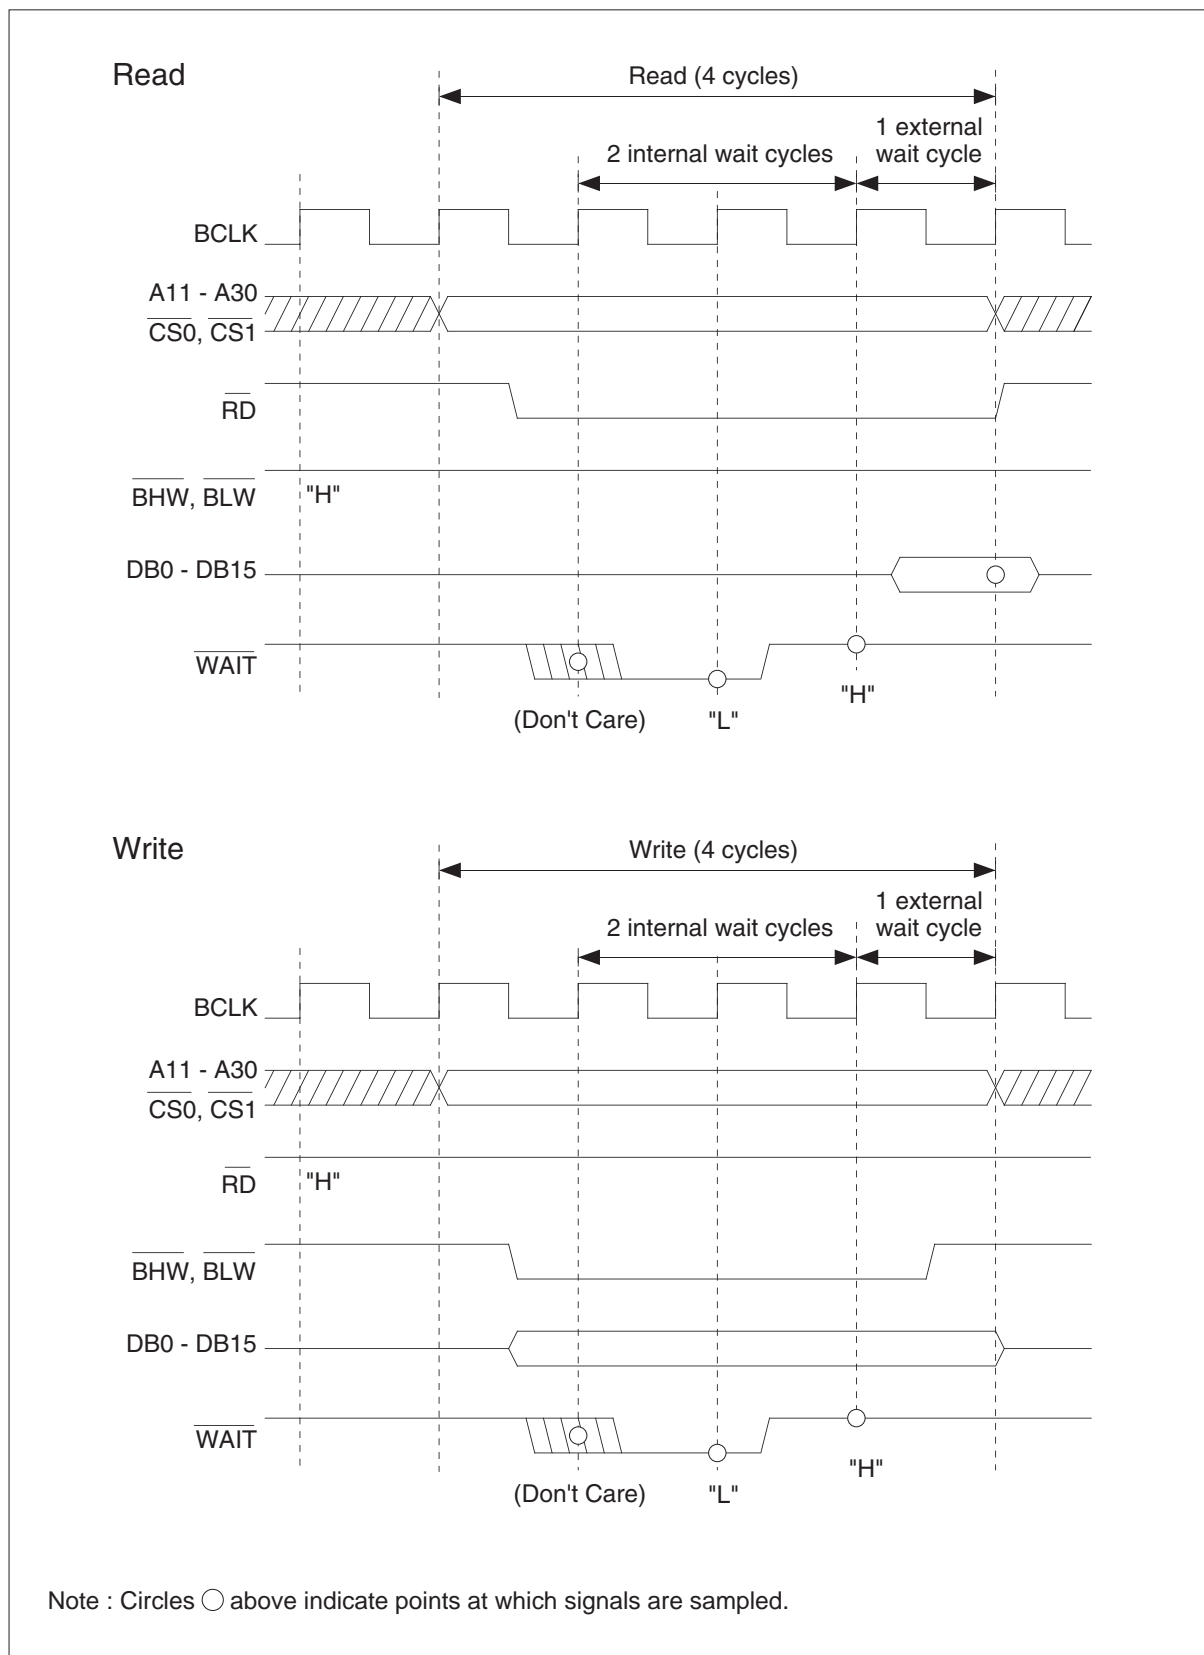 Read
Read (4 cycles)
1 external
2 internal wait cycles wait cycle
BCLK
A11 - A30
CS0, CS1
RD
BHW, BLW "H"
DB0 - DB15
WAIT
(Don't Care) "L" "H"
Write
Write (4 cycles)
1 external
2 internal wait cycles wait cycle
BCLK
A11 - A30
CS0, CS1
RD "H"
BHW, BLW
DB0 - DB15
WAIT
(Don't Care) "L" "H"
Note : Circles ○ above indicate points at which signals are sampled.